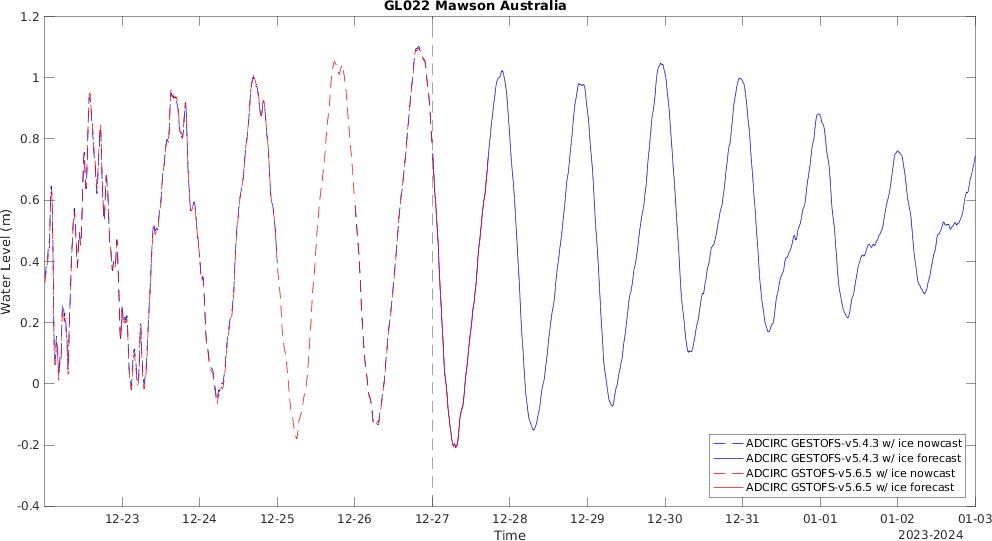 GL022 Mawson Australia
1.2
1
0.8
0.6
0.4
0.2
0
-0.2
-0.4
Water Level (m)
ADCIRC GESTOFS-v5.4.3 w/ ice nowcast
ADCIRC GESTOFS-v5.4.3 w/ ice forecast
ADCIRC GSTOFS-v5.6.5 w/ ice nowcast
ADCIRC GSTOFS-v5.6.5 w/ ice forecast
12-23 12-24 12-25 12-26 12-27 12-28 12-29 12-30 12-31 01-01 01-02 01-03
Time
2023-2024